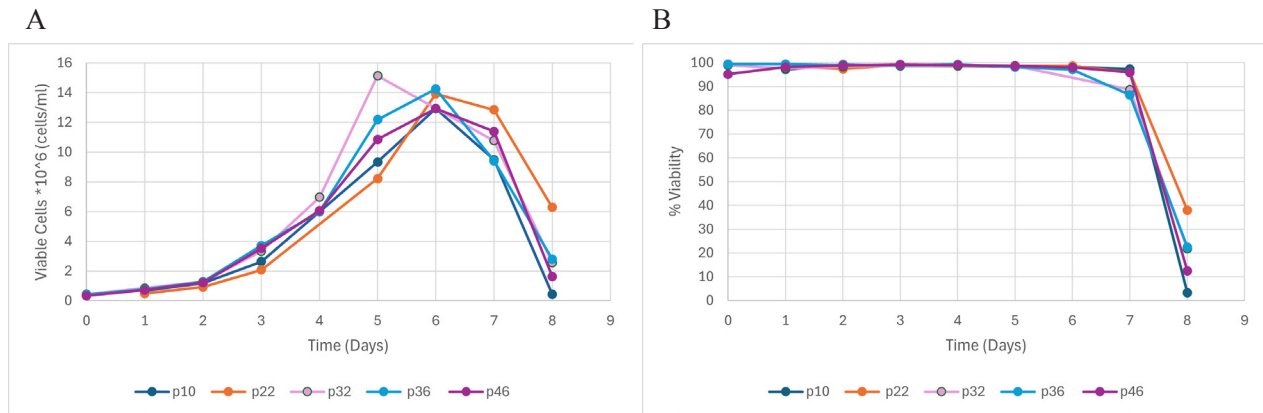 A
B
Viable Cells *10^6 (cells/ml)
16
14
12
10
8
6
4
2
0
0 1 2 3 4 5 6 7 8 9
Time (Days)
p10 p22 p32 p36 p46
% Viability
100
90
80
70
60
50
40
30
20
10
0
0 1 2 3 4 5 6 7 8 9
Time (Days)
p10 p22 p32 p36 p46